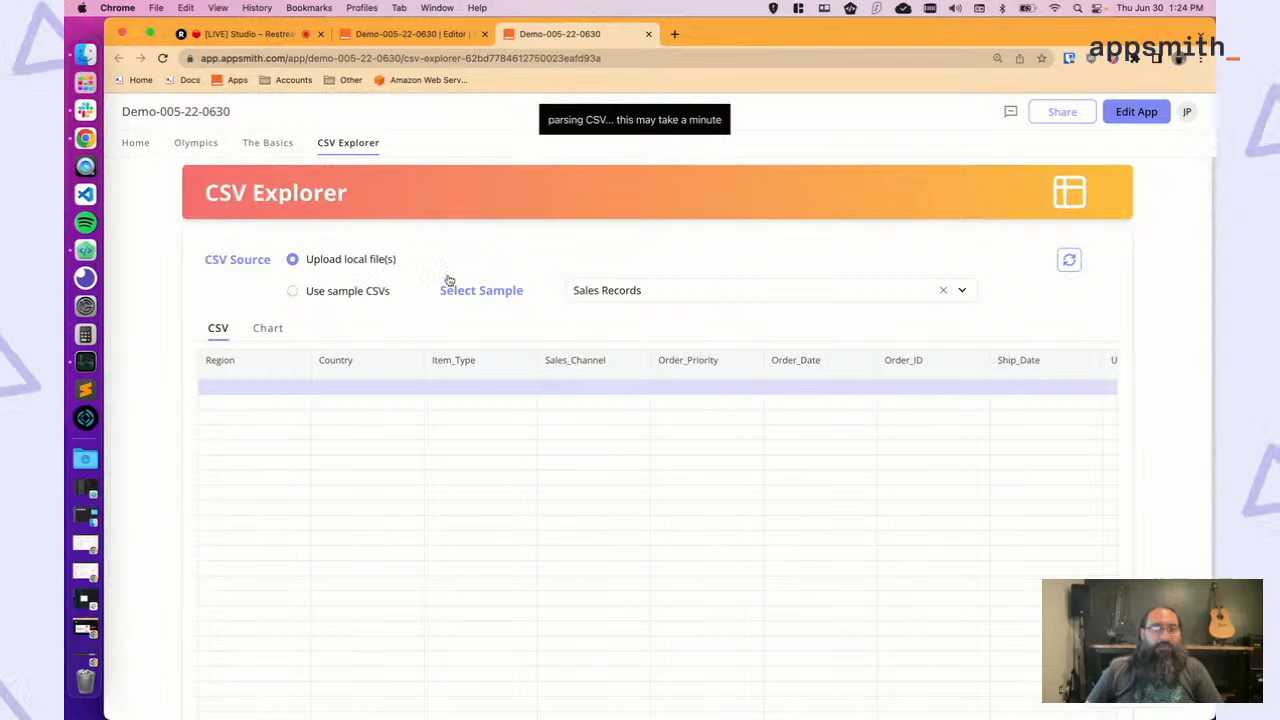 Chrome File Edit View History Bookmarks Profiles Tab Window Help
Thu Jun 30 1:24 PM
[LIVE] Studio – Restrea
Demo-005-22-0630 | Editor |
Demo-005-22-0630
app.appsmith.com/app/demo-005-22-0630/csv-explorer-62bd7784612750023eafd93a
appsmith_
Home Docs Apps Accounts Other Amazon Web Serv...
Demo-005-22-0630
parsing CSV... this may take a minute
Share
Edit App
JP
Home Olympics The Basics CSV Explorer
CSV Explorer
CSV Source
Upload local file(s)
Use sample CSVs
Select Sample
Sales Records
CSV Chart
Region Country Item_Type Sales_Channel Order_Priority Order_Date Order_ID Ship_Date U